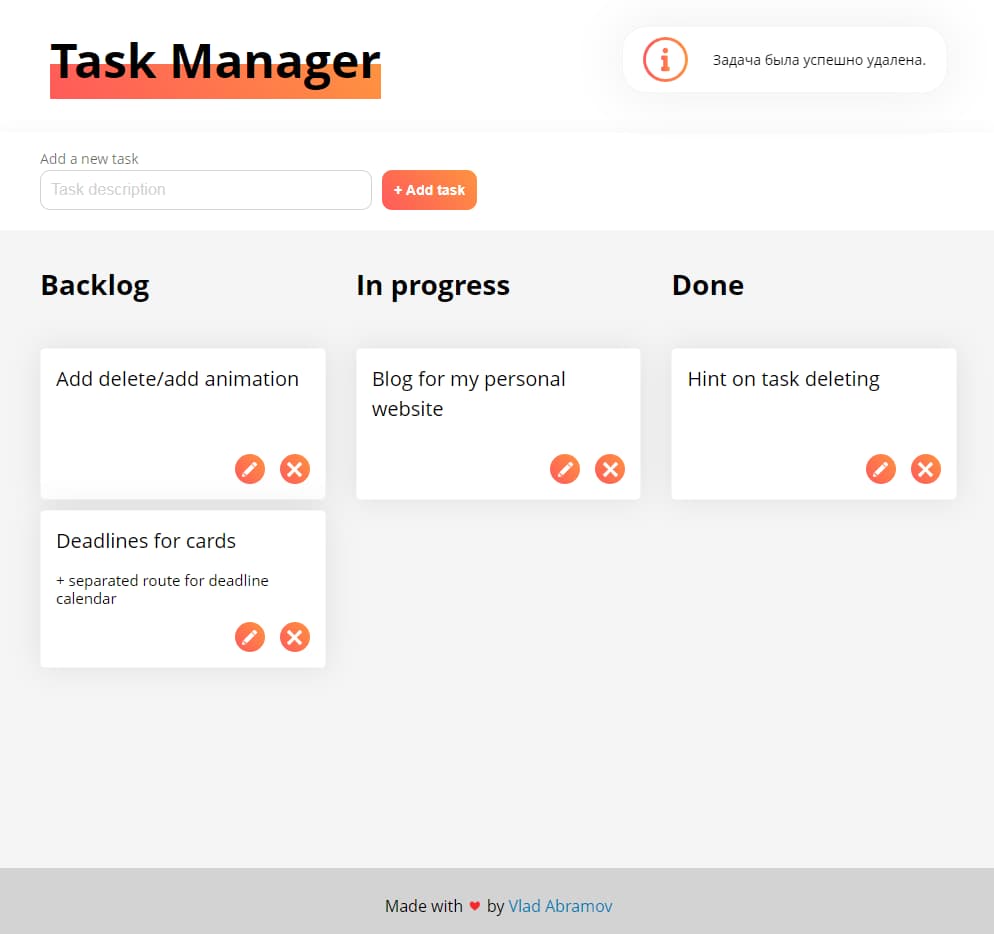 Task Manager
Задача была успешно удалена.
Add a new task
Task description
+ Add task
Backlog
In progress
Done
Add delete/add animation
Deadlines for cards
+ separated route for deadline
calendar
Blog for my personal
website
Hint on task deleting
Made with ❤ by Vlad Abramov